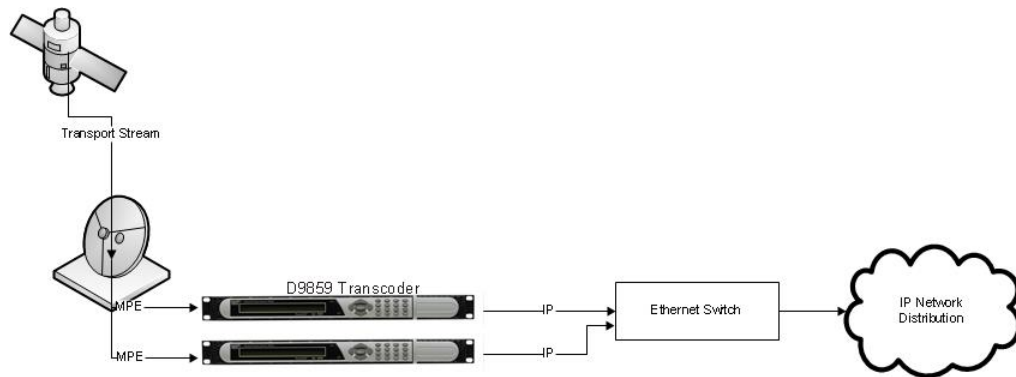 Transport Stream
D9859 Transcoder
MPE
IP
Ethernet Switch
IP Network
Distribution
MPE
IP